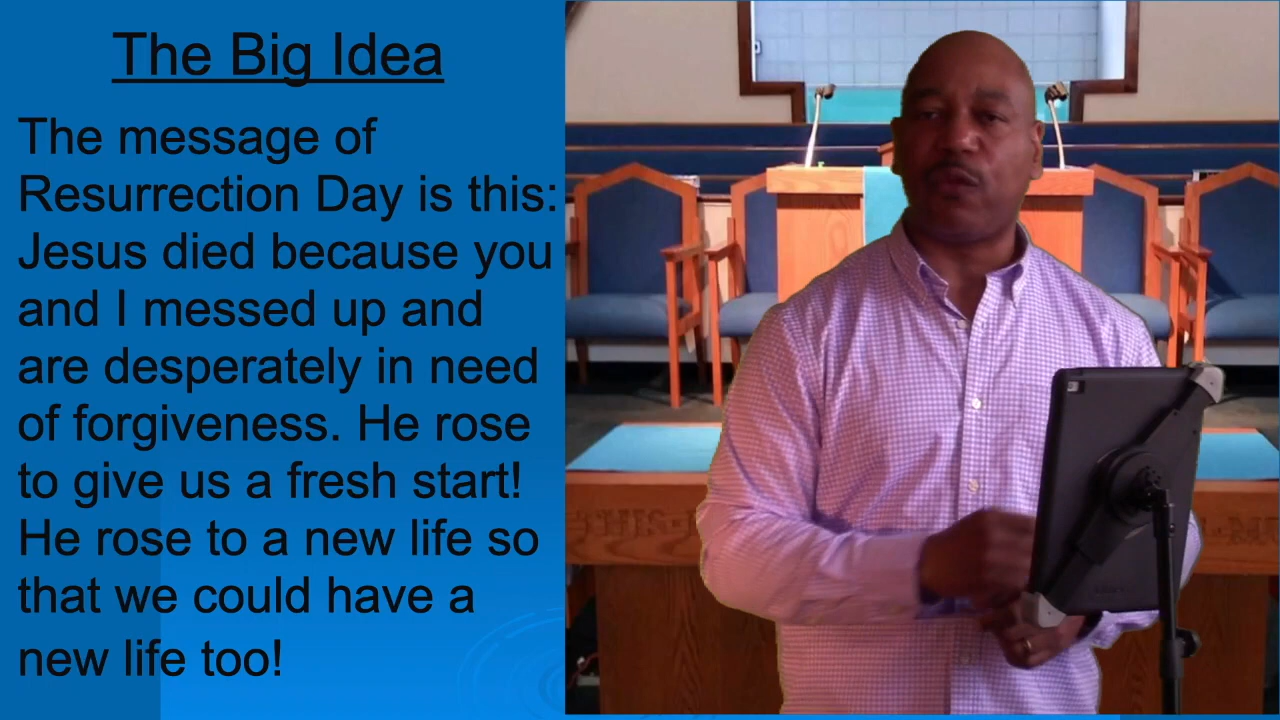 The Big Idea
The message of
Resurrection Day is this:
Jesus died because you
and I messed up and
are desperately in need
of forgiveness. He rose
to give us a fresh start!
He rose to a new life so
that we could have a
new life too!
THIS